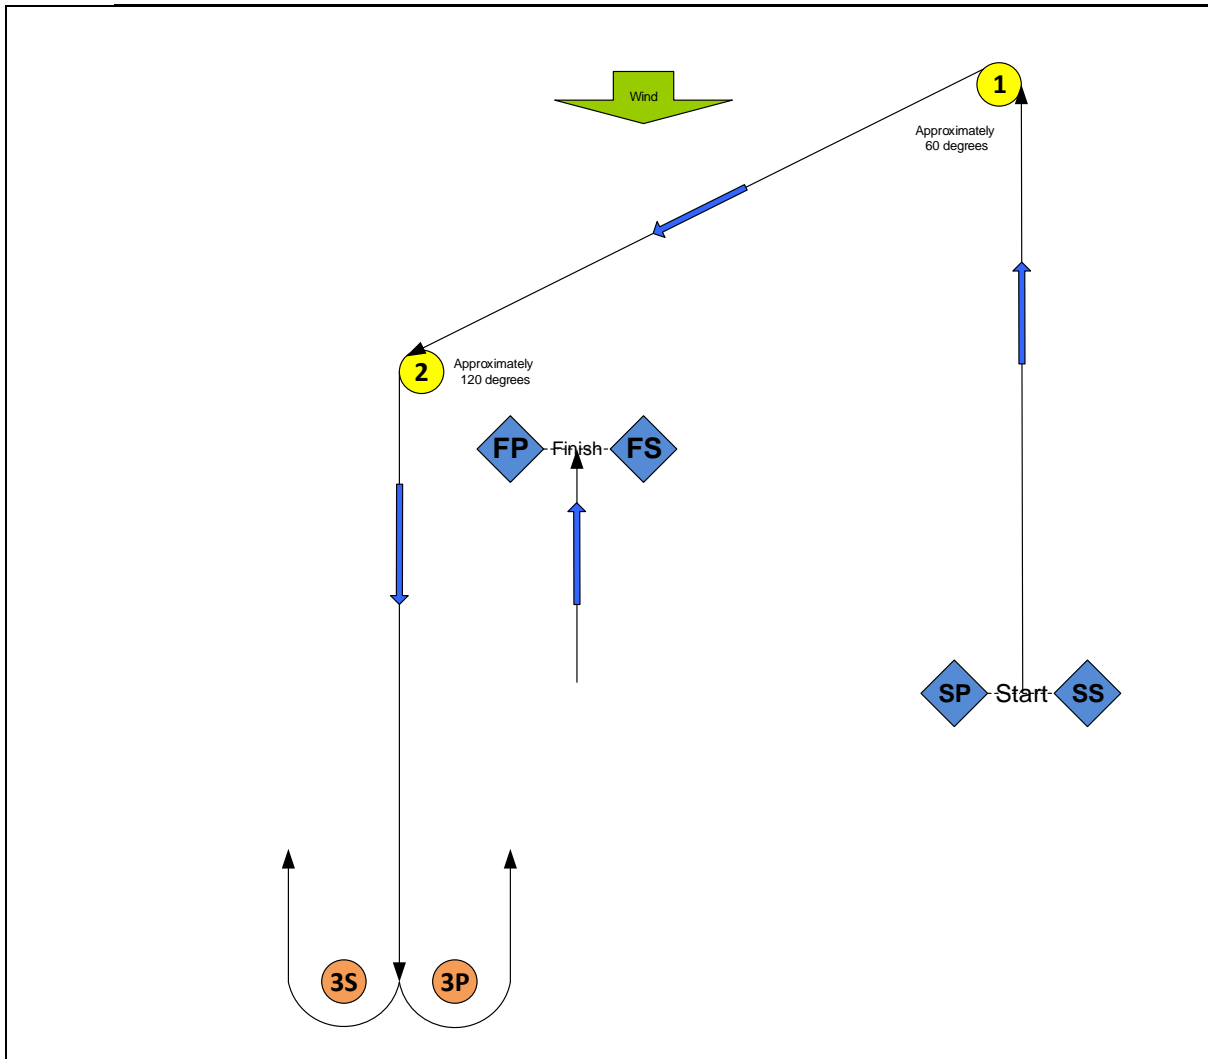 1
Wind
Approximately
60 degrees
2
Approximately
120 degrees
FP Finish FS
SP Start SS
3S 3P